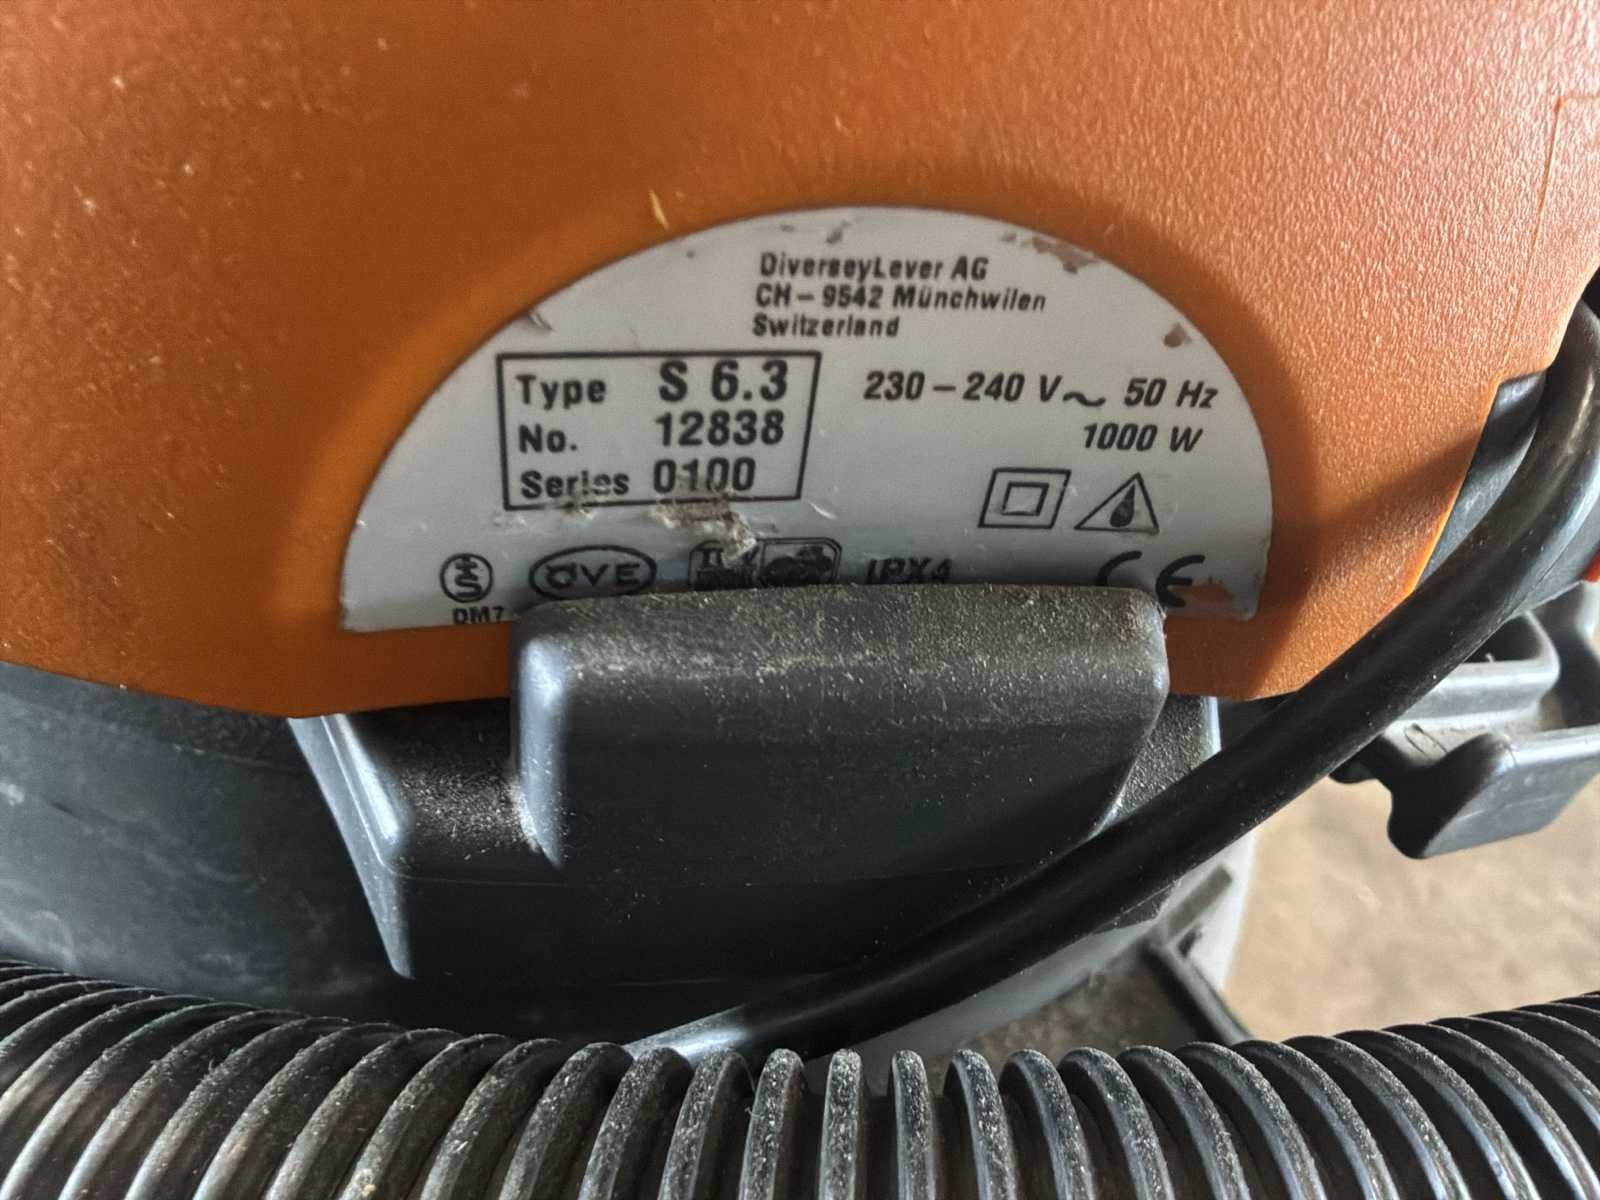 DiverseyLever AG
CH – 9542 Münchwilen
Switzerland
Type S 6.3
No. 12838
Series 0100
230 – 240 V ~ 50 Hz
1000 W
S
ÖVE
IPX4
CE
DM7